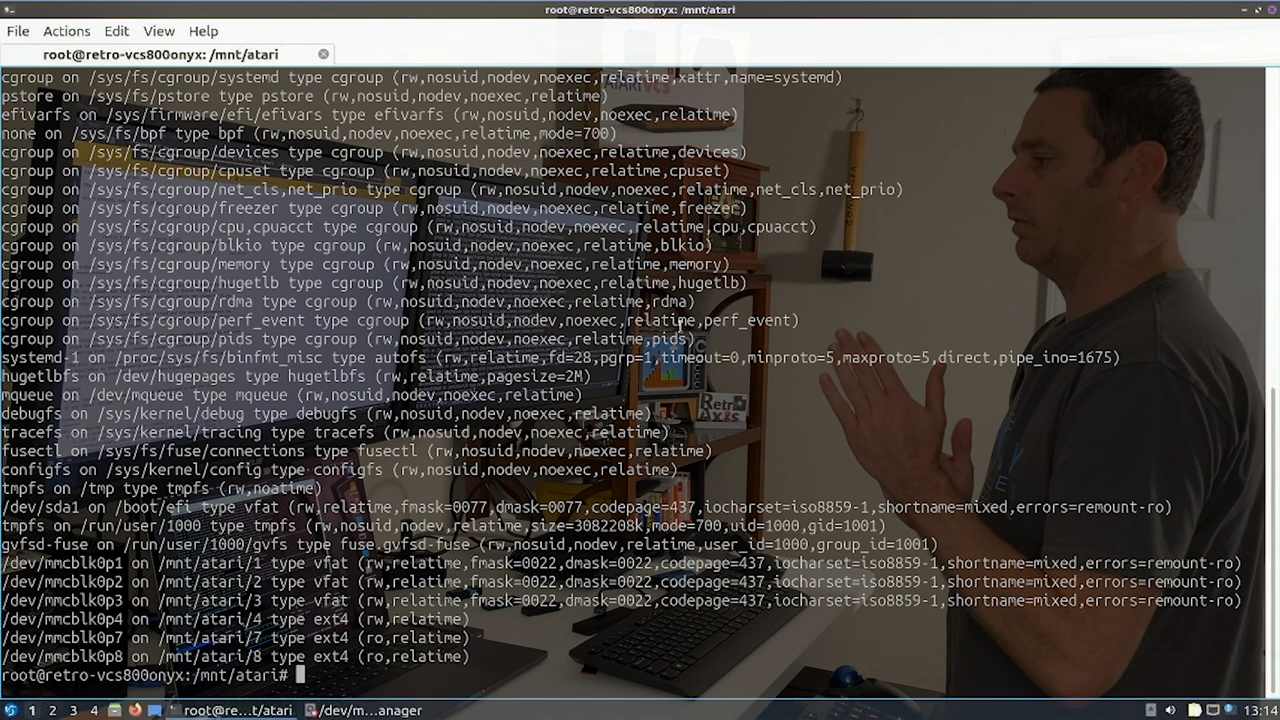 root@retro-vcs800onyx: /mnt/atari
File Actions Edit View Help
root@retro-vcs800onyx: /mnt/atari
cgroup on /sys/fs/cgroup/systemd type cgroup (rw,nosuid,nodev,noexec,relatime,xattr,name=systemd)
pstore on /sys/fs/pstore type pstore (rw,nosuid,nodev,noexec,relatime)
efivarfs on /sys/firmware/efi/efivars type efivarfs (rw,nosuid,nodev,noexec,relatime)
none on /sys/fs/bpf type bpf (rw,nosuid,nodev,noexec,relatime,mode=700)
cgroup on /sys/fs/cgroup/devices type cgroup (rw,nosuid,nodev,noexec,relatime,devices)
cgroup on /sys/fs/cgroup/cpuset type cgroup (rw,nosuid,nodev,noexec,relatime,cpuset)
cgroup on /sys/fs/cgroup/net_cls,net_prio type cgroup (rw,nosuid,nodev,noexec,relatime,net_cls,net_prio)
cgroup on /sys/fs/cgroup/freezer type cgroup (rw,nosuid,nodev,noexec,relatime,freezer)
cgroup on /sys/fs/cgroup/cpu,cpuacct type cgroup (rw,nosuid,nodev,noexec,relatime,cpu,cpuacct)
cgroup on /sys/fs/cgroup/blkio type cgroup (rw,nosuid,nodev,noexec,relatime,blkio)
cgroup on /sys/fs/cgroup/memory type cgroup (rw,nosuid,nodev,noexec,relatime,memory)
cgroup on /sys/fs/cgroup/hugetlb type cgroup (rw,nosuid,nodev,noexec,relatime,hugetlb)
cgroup on /sys/fs/cgroup/rdma type cgroup (rw,nosuid,nodev,noexec,relatime,rdma)
cgroup on /sys/fs/cgroup/perf_event type cgroup (rw,nosuid,nodev,noexec,relatime,perf_event)
cgroup on /sys/fs/cgroup/pids type cgroup (rw,nosuid,nodev,noexec,relatime,pids)
systemd-1 on /proc/sys/fs/binfmt_misc type autofs (rw,relatime,fd=28,pgrp=1,timeout=0,minproto=5,maxproto=5,direct,pipe_ino=1675)
hugetlbfs on /dev/hugepages type hugetlbfs (rw,relatime,pagesize=2M)
mqueue on /dev/mqueue type mqueue (rw,nosuid,nodev,noexec,relatime)
debugfs on /sys/kernel/debug type debugfs (rw,nosuid,nodev,noexec,relatime)
tracefs on /sys/kernel/tracing type tracefs (rw,nosuid,nodev,noexec,relatime)
fusectl on /sys/fs/fuse/connections type fusectl (rw,nosuid,nodev,noexec,relatime)
configfs on /sys/kernel/config type configfs (rw,nosuid,nodev,noexec,relatime)
tmpfs on /tmp type tmpfs (rw,noatime)
/dev/sda1 on /boot/efi type vfat (rw,relatime,fmask=0077,dmask=0077,codepage=437,iocharset=iso8859-1,shortname=mixed,errors=remount-ro)
tmpfs on /run/user/1000 type tmpfs (rw,nosuid,nodev,relatime,size=3082208k,mode=700,uid=1000,gid=1001)
gvfsd-fuse on /run/user/1000/gvfs type fuse.gvfsd-fuse (rw,nosuid,nodev,relatime,user_id=1000,group_id=1001)
/dev/mmcblk0p1 on /mnt/atari/1 type vfat (rw,relatime,fmask=0022,dmask=0022,codepage=437,iocharset=iso8859-1,shortname=mixed,errors=remount-ro)
/dev/mmcblk0p2 on /mnt/atari/2 type vfat (rw,relatime,fmask=0022,dmask=0022,codepage=437,iocharset=iso8859-1,shortname=mixed,errors=remount-ro)
/dev/mmcblk0p3 on /mnt/atari/3 type vfat (rw,relatime,fmask=0022,dmask=0022,codepage=437,iocharset=iso8859-1,shortname=mixed,errors=remount-ro)
/dev/mmcblk0p4 on /mnt/atari/4 type ext4 (rw,relatime)
/dev/mmcblk0p7 on /mnt/atari/7 type ext4 (ro,relatime)
/dev/mmcblk0p8 on /mnt/atari/8 type ext4 (ro,relatime)
root@retro-vcs800onyx:/mnt/atari#
1 2 3 4 root@re...t/atari /dev/m...anager 13:14
ATARI VCS
Retr
Axis